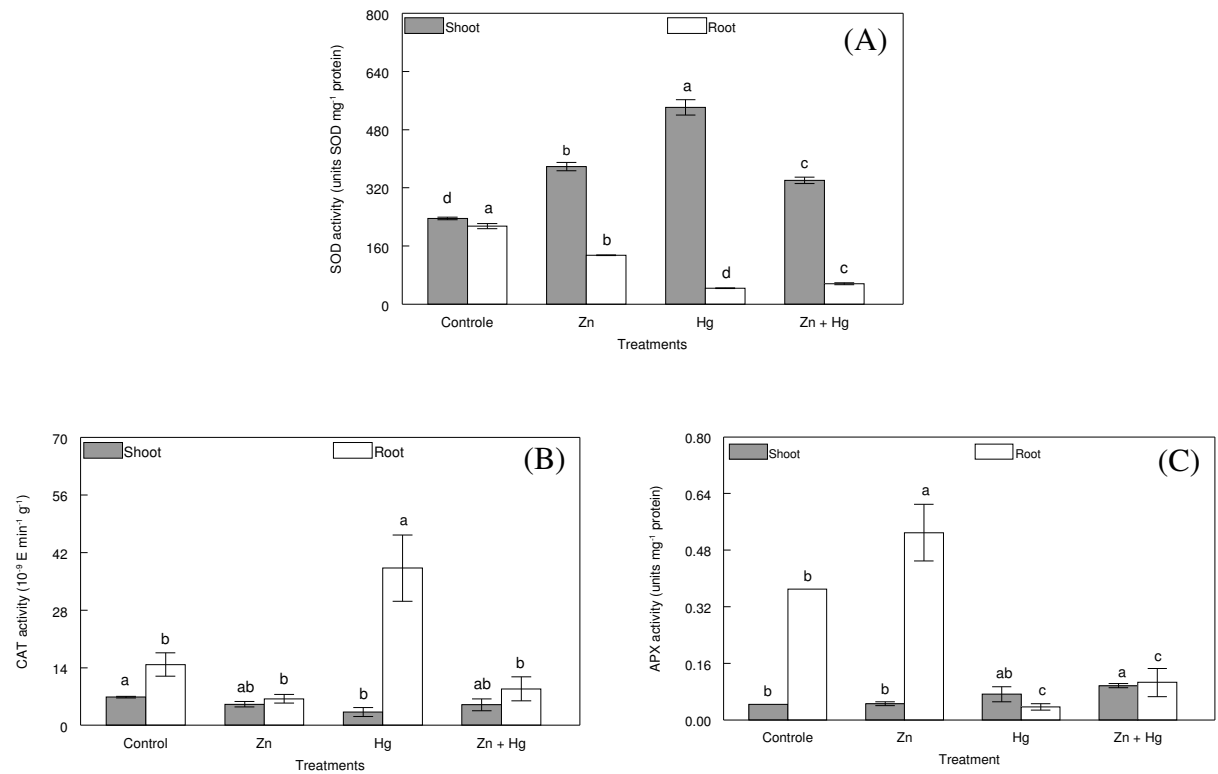 800
Shoot
Root
(A)
640
480
320
160
0
SOD activity (units SOD mg⁻¹ protein)
d
a
b
b
a
d
c
c
Controle
Zn
Hg
Zn + Hg
Treatments
70
Shoot
Root
(B)
56
42
28
14
0
CAT activity (10⁻⁹ E min⁻¹ g⁻¹)
a
b
ab
b
b
a
ab
b
Control
Zn
Hg
Zn + Hg
Treatments
0.80
Shoot
Root
(C)
0.64
0.48
0.32
0.16
0.00
APX activity (units mg⁻¹ protein)
b
b
b
a
ab
c
a
c
Controle
Zn
Hg
Zn + Hg
Treatment